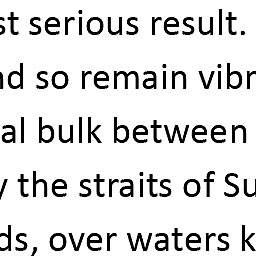 st serious result.
nd so remain vibr
al bulk between
y the straits of Su
ds, over waters k